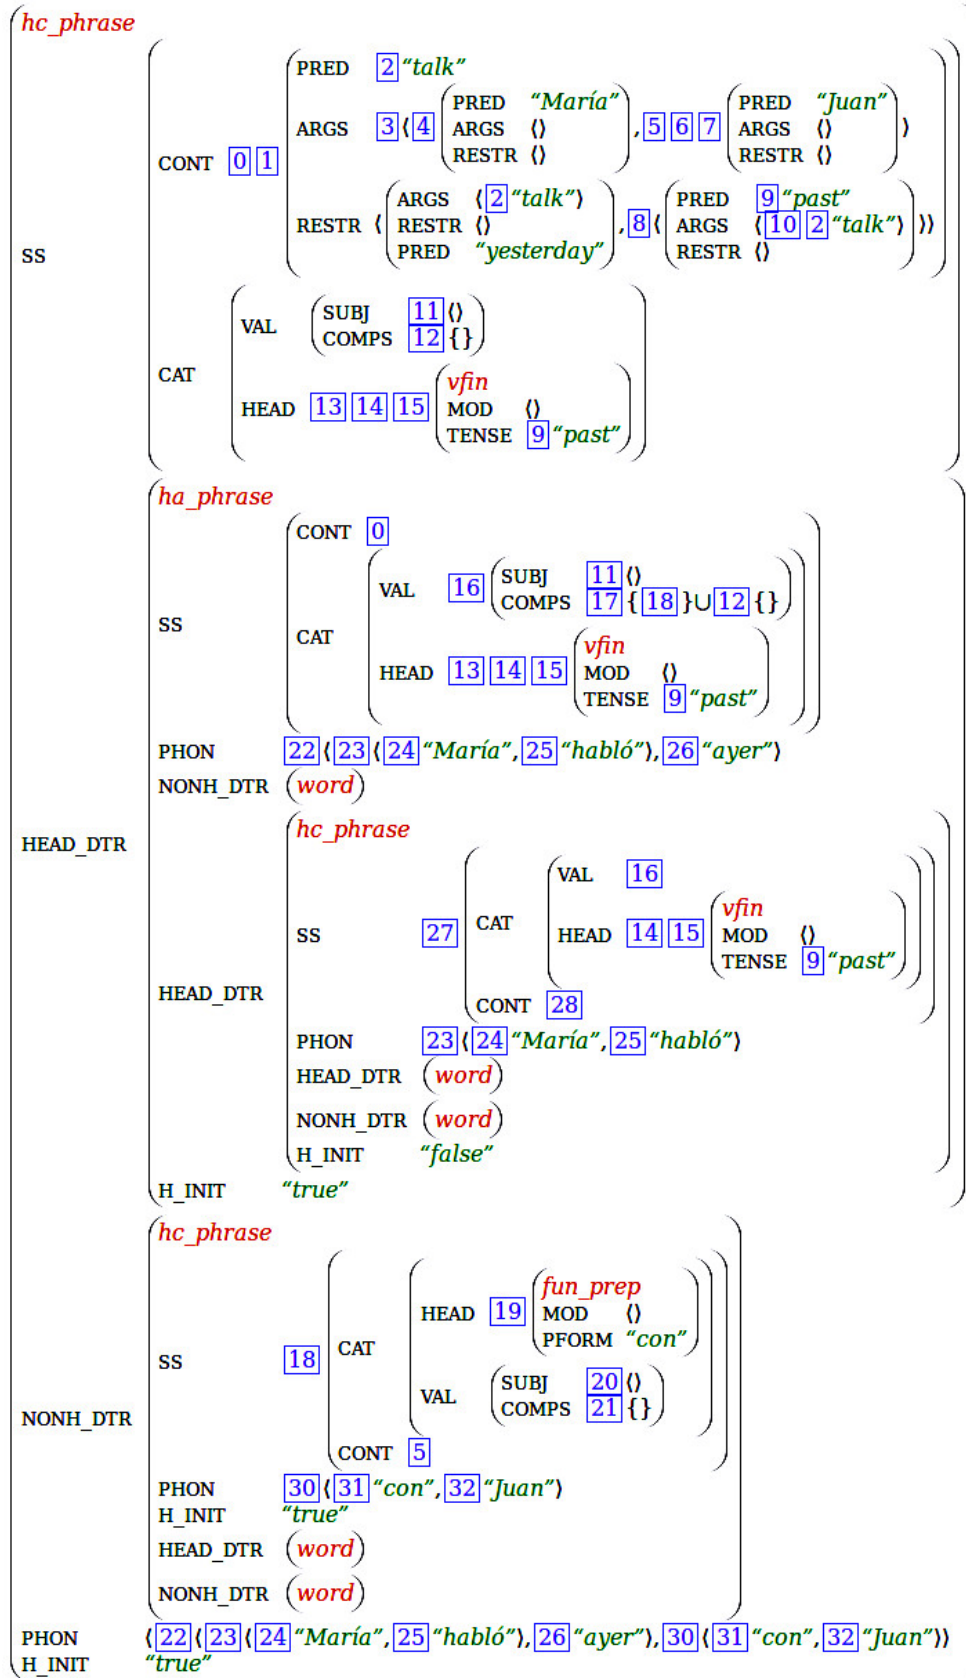 hc_phrase
PRED 2 “talk”
PRED “María” PRED “Juan”
ARGS 3 ⟨ 4 ARGS ⟨⟩ , 5 6 7 ARGS ⟨⟩ ⟩
RESTR ⟨⟩ RESTR ⟨⟩
CONT 0 1
ARGS ⟨ 2 “talk”⟩ PRED 9 “past”
RESTR ⟨ RESTR ⟨⟩ , 8 ⟨ ARGS ⟨ 10 2 “talk”⟩ ⟩⟩
PRED “yesterday” RESTR ⟨⟩
SS
SUBJ 11 ⟨⟩
VAL
COMPS 12 {}
CAT
vfin
HEAD 13 14 15 MOD ⟨⟩
TENSE 9 “past”
ha_phrase
CONT 0
SUBJ 11 ⟨⟩
VAL 16
COMPS 17 { 18 }∪ 12 {}
SS
CAT
vfin
HEAD 13 14 15 MOD ⟨⟩
TENSE 9 “past”
PHON 22 ⟨ 23 ⟨ 24 “María”, 25 “habló”⟩, 26 “ayer”⟩
NONH_DTR word
hc_phrase
HEAD_DTR
VAL 16
vfin
SS 27 CAT HEAD 14 15 MOD ⟨⟩
TENSE 9 “past”
HEAD_DTR
CONT 28
PHON 23 ⟨ 24 “María”, 25 “habló”⟩
HEAD_DTR word
NONH_DTR word
H_INIT “false”
H_INIT “true”
hc_phrase
fun_prep
HEAD 19 MOD ⟨⟩
PFORM “con”
SS 18 CAT
SUBJ 20 ⟨⟩
VAL
COMPS 21 {}
NONH_DTR
CONT 5
PHON 30 ⟨ 31 “con”, 32 “Juan”⟩
H_INIT “true”
HEAD_DTR word
NONH_DTR word
PHON ⟨ 22 ⟨ 23 ⟨ 24 “María”, 25 “habló”⟩, 26 “ayer”⟩, 30 ⟨ 31 “con”, 32 “Juan”⟩⟩
H_INIT “true”